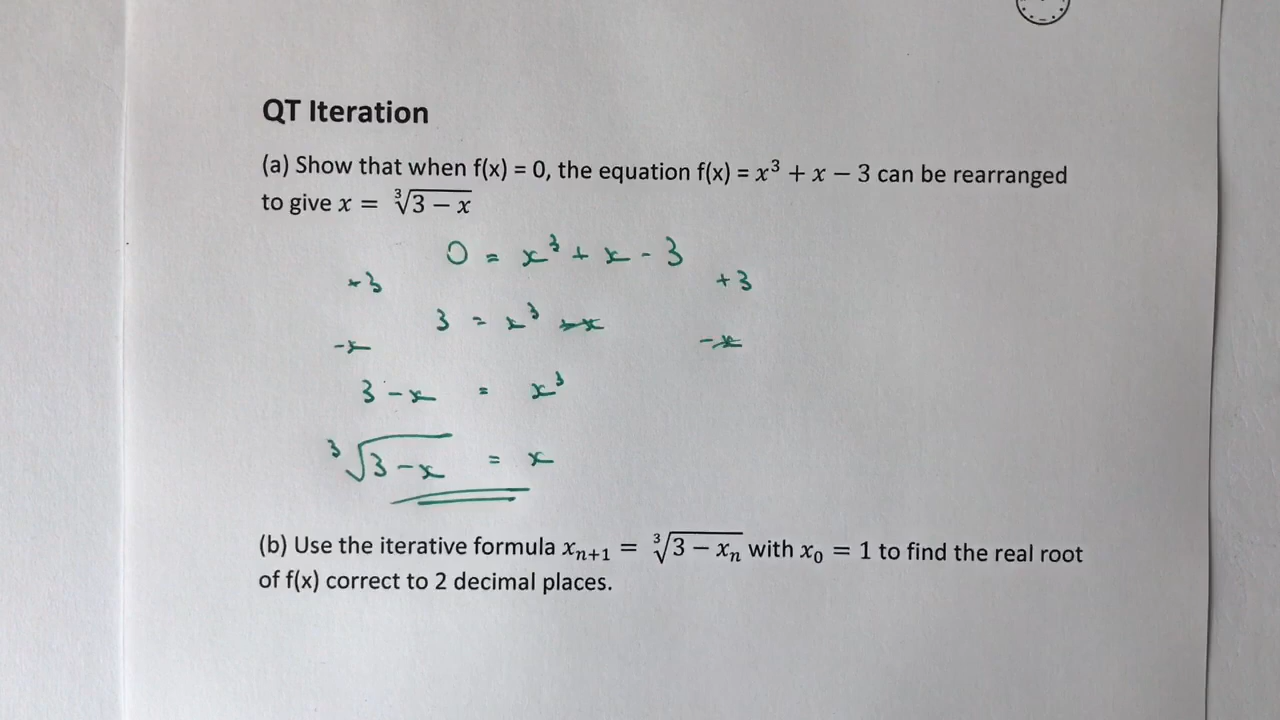 QT Iteration
(a) Show that when f(x) = 0, the equation f(x) = x³ + x − 3 can be rearranged
to give x = ∛(3 − x)
0 = x³ + x - 3
+3 +3
3 = x³ + x
-x -x
3 - x = x³
∛(3 - x) = x
(b) Use the iterative formula xₙ₊₁ = ∛(3 − xₙ) with x₀ = 1 to find the real root
of f(x) correct to 2 decimal places.